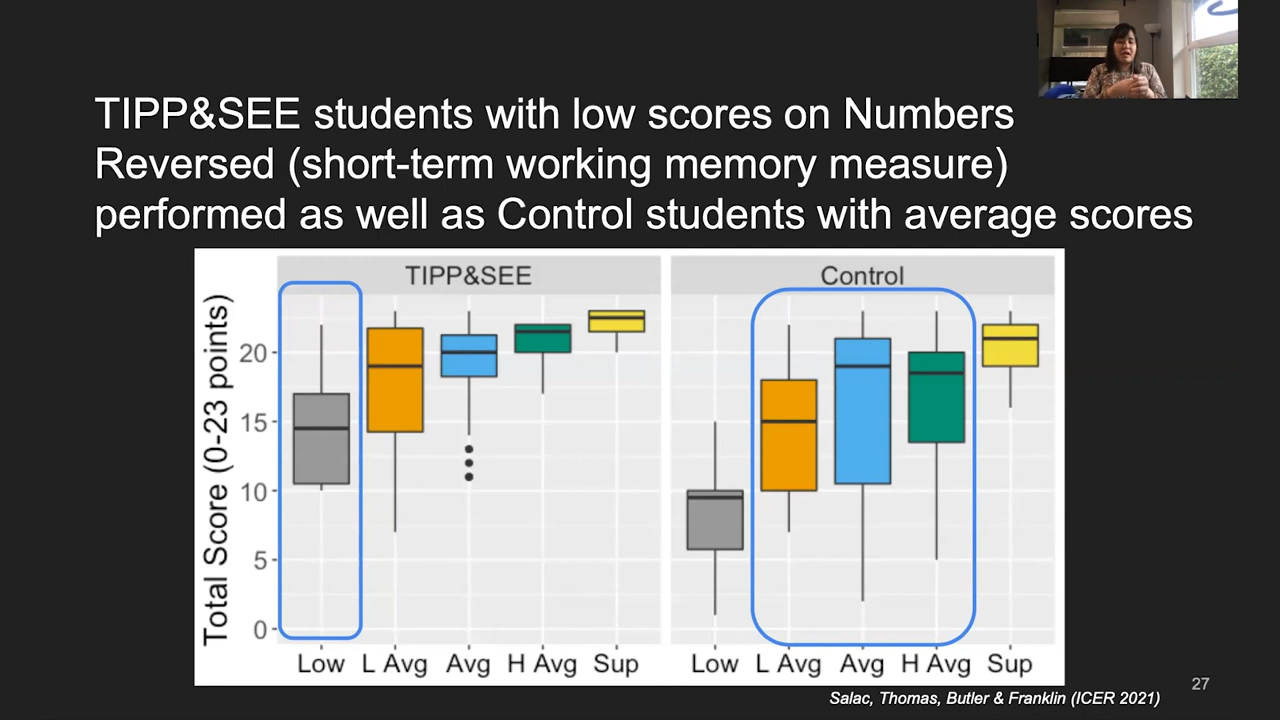 TIPP&SEE students with low scores on Numbers
Reversed (short-term working memory measure)
performed as well as Control students with average scores
TIPP&SEE
Control
Total Score (0-23 points)
20
15
10
5
0
Low L Avg Avg H Avg Sup
Low L Avg Avg H Avg Sup
Salac, Thomas, Butler & Franklin (ICER 2021)
27